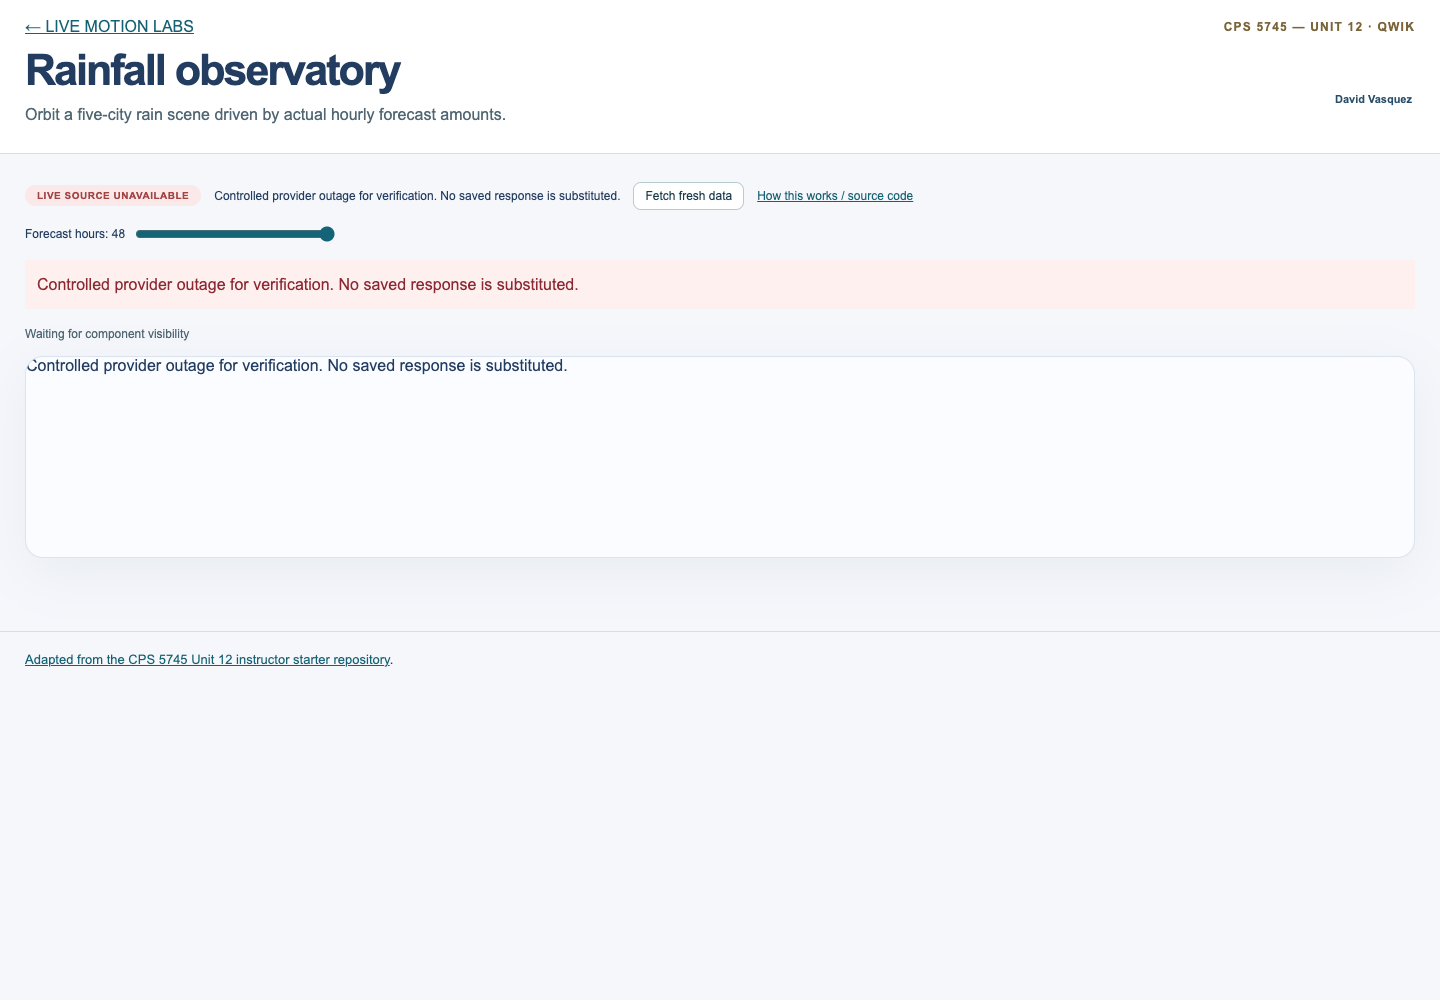 ← LIVE MOTION LABS
CPS 5745 — UNIT 12 · QWIK
Rainfall observatory
David Vasquez
Orbit a five-city rain scene driven by actual hourly forecast amounts.
LIVE SOURCE UNAVAILABLE Controlled provider outage for verification. No saved response is substituted. Fetch fresh data How this works / source code
Forecast hours: 48
Controlled provider outage for verification. No saved response is substituted.
Waiting for component visibility
Controlled provider outage for verification. No saved response is substituted.
Adapted from the CPS 5745 Unit 12 instructor starter repository.